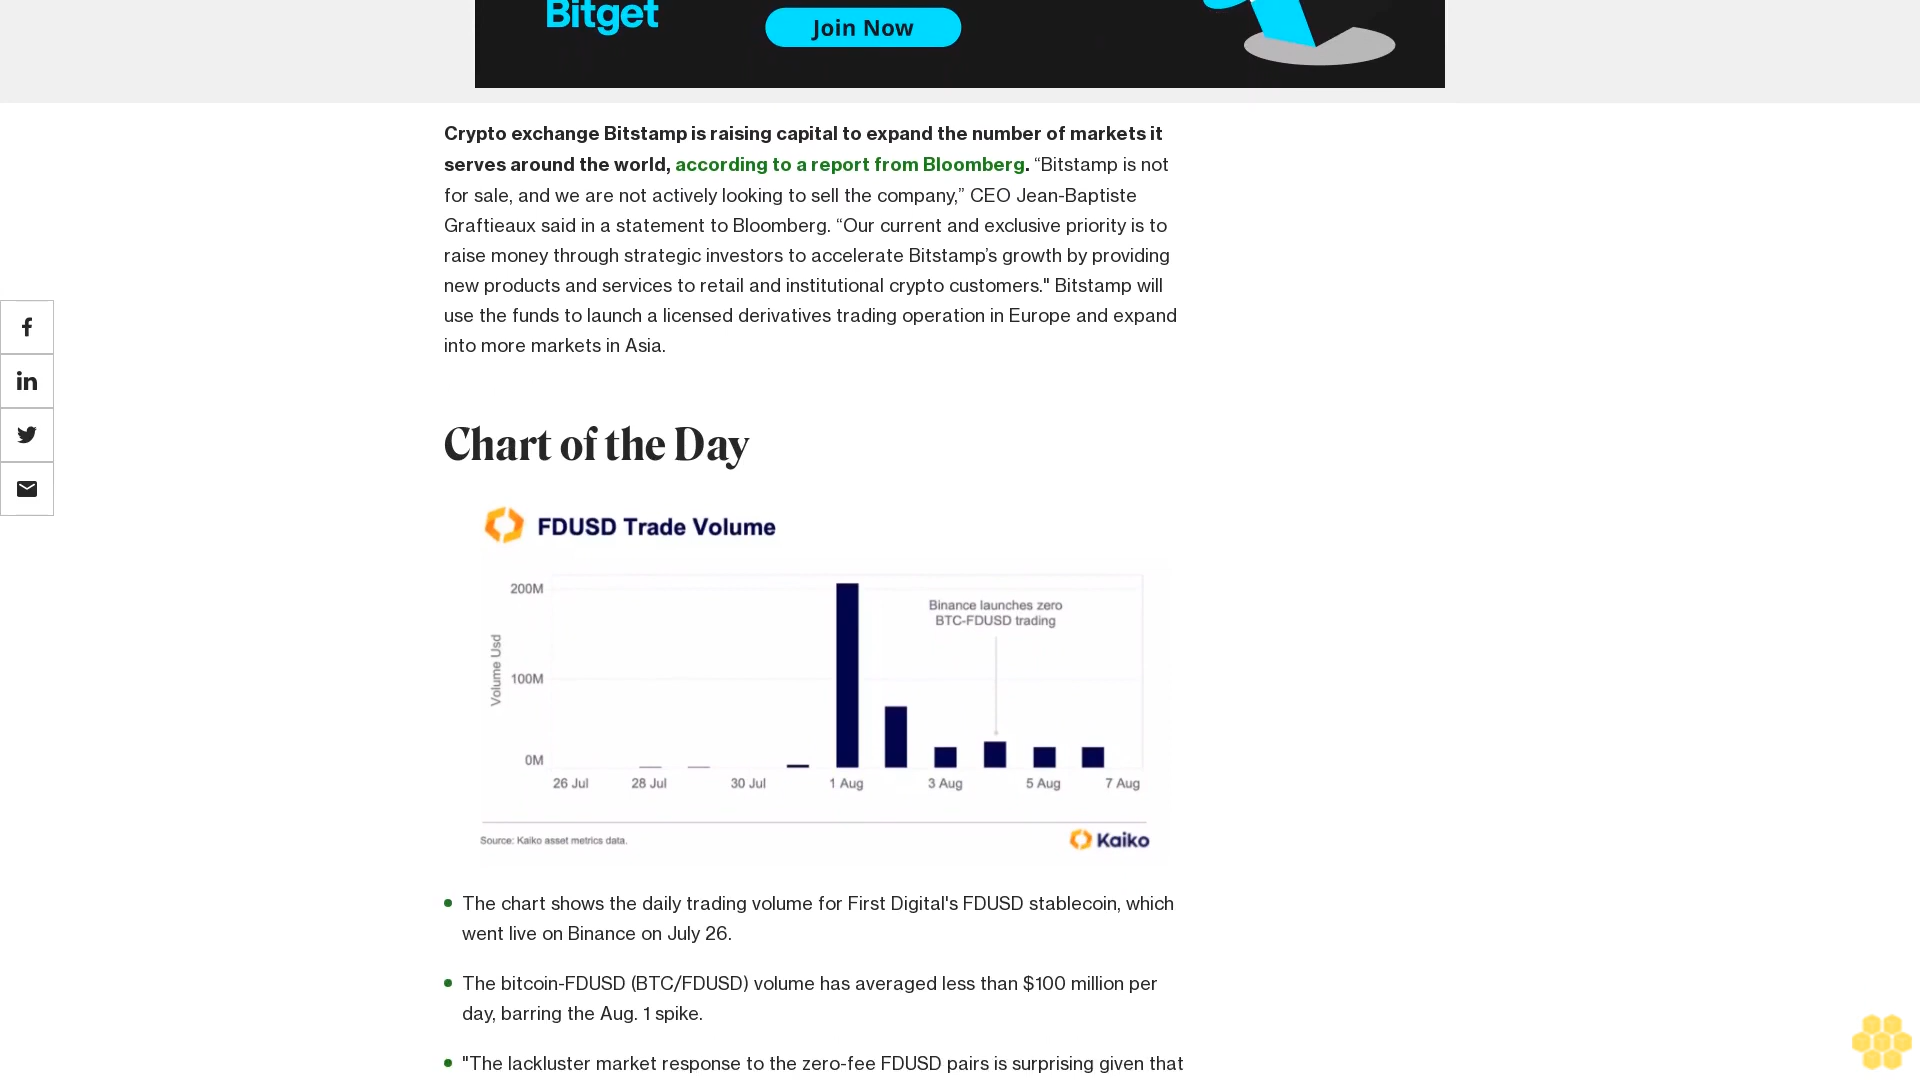 Bitget
Join Now
Crypto exchange Bitstamp is raising capital to expand the number of markets it
serves around the world, according to a report from Bloomberg. “Bitstamp is not
for sale, and we are not actively looking to sell the company,” CEO Jean-Baptiste
Graftieaux said in a statement to Bloomberg. “Our current and exclusive priority is to
raise money through strategic investors to accelerate Bitstamp’s growth by providing
new products and services to retail and institutional crypto customers." Bitstamp will
use the funds to launch a licensed derivatives trading operation in Europe and expand
into more markets in Asia.
Chart of the Day
FDUSD Trade Volume
200M
Binance launches zero
BTC-FDUSD trading
Volume Usd
100M
0M
26 Jul 28 Jul 30 Jul 1 Aug 3 Aug 5 Aug 7 Aug
Source: Kaiko asset metrics data.
Kaiko
The chart shows the daily trading volume for First Digital's FDUSD stablecoin, which
went live on Binance on July 26.
The bitcoin-FDUSD (BTC/FDUSD) volume has averaged less than $100 million per
day, barring the Aug. 1 spike.
"The lackluster market response to the zero-fee FDUSD pairs is surprising given that